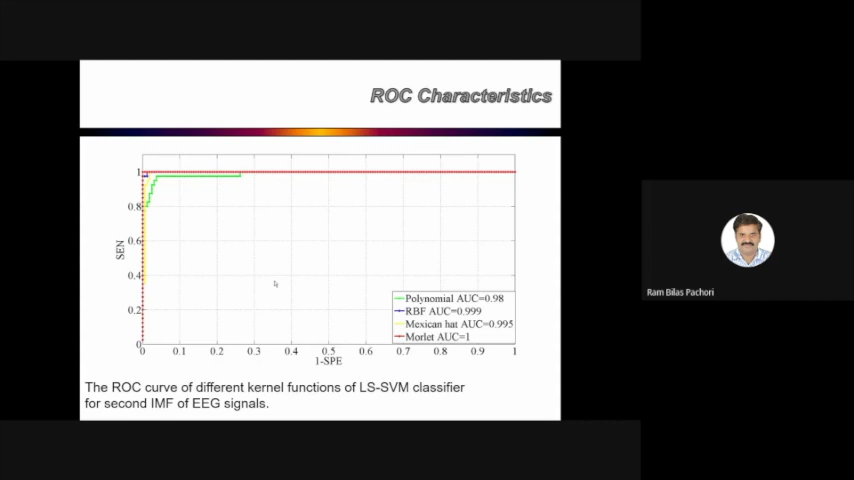 ROC Characteristics
1
0.8
0.6
0.4
0.2
0
SEN
0 0.1 0.2 0.3 0.4 0.5 0.6 0.7 0.8 0.9 1
1-SPE
Polynomial AUC=0.98
RBF AUC=0.999
Mexican hat AUC=0.995
Morlet AUC=1
The ROC curve of different kernel functions of LS-SVM classifier
for second IMF of EEG signals.
Ram Bilas Pachori